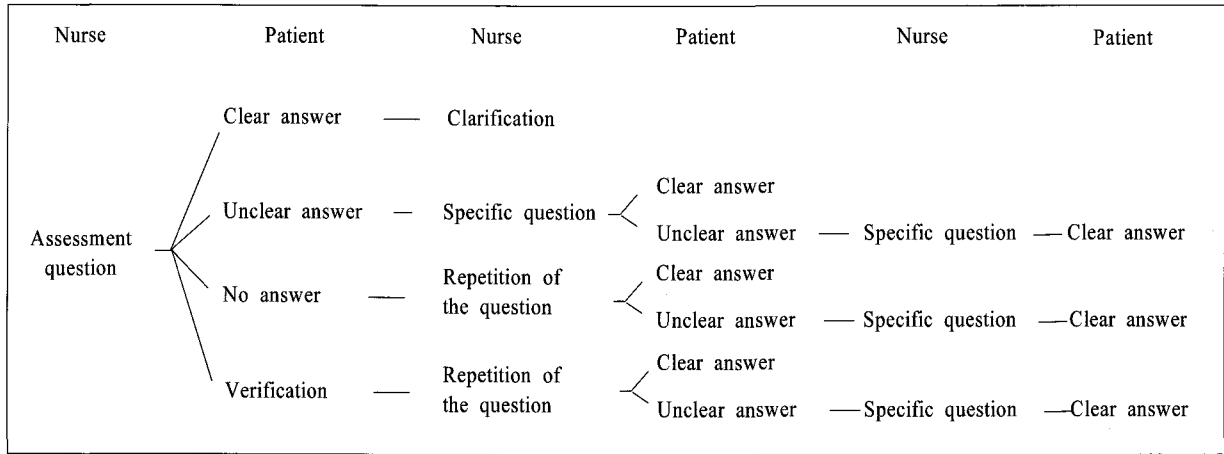 Nurse Patient Nurse Patient Nurse Patient
Clear answer Clarification
Clear answer
Unclear answer Specific question
Unclear answer Specific question Clear answer
Assessment
question
Clear answer
Repetition of
No answer
the question
Unclear answer Specific question Clear answer
Clear answer
Repetition of
Verification
the question
Unclear answer Specific question Clear answer